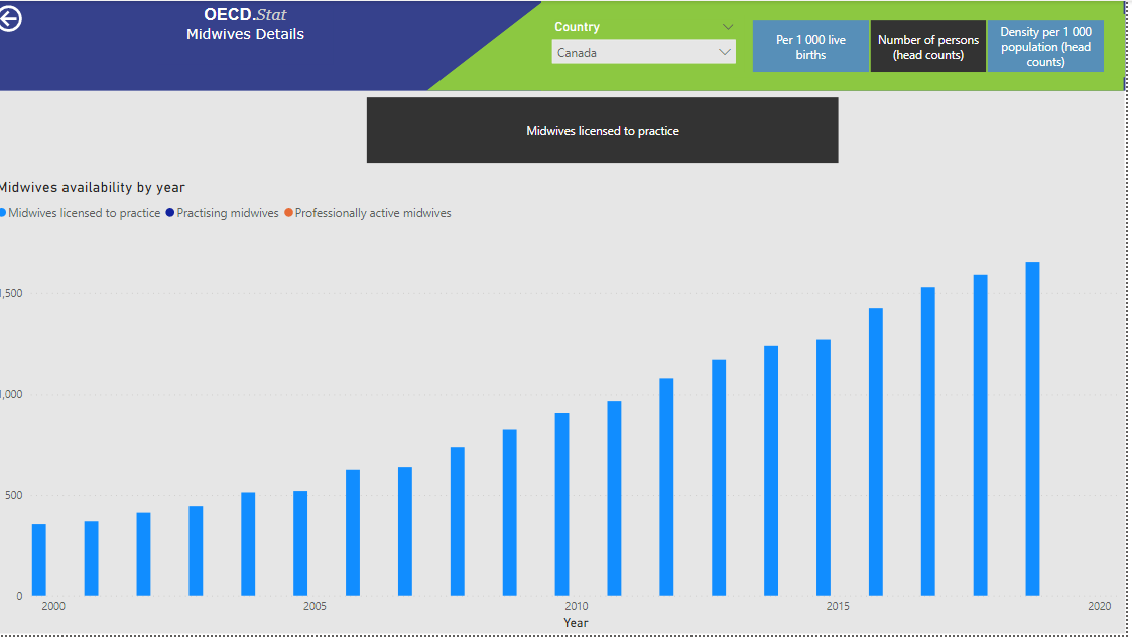 OECD.Stat
Midwives Details
Country
Canada
Per 1 000 live
births
Number of persons
(head counts)
Density per 1 000
population (head
counts)
Midwives licensed to practice
Midwives availability by year
Midwives licensed to practice Practising midwives Professionally active midwives
1,500
1,000
500
0
2000 2005 2010 2015 2020
Year